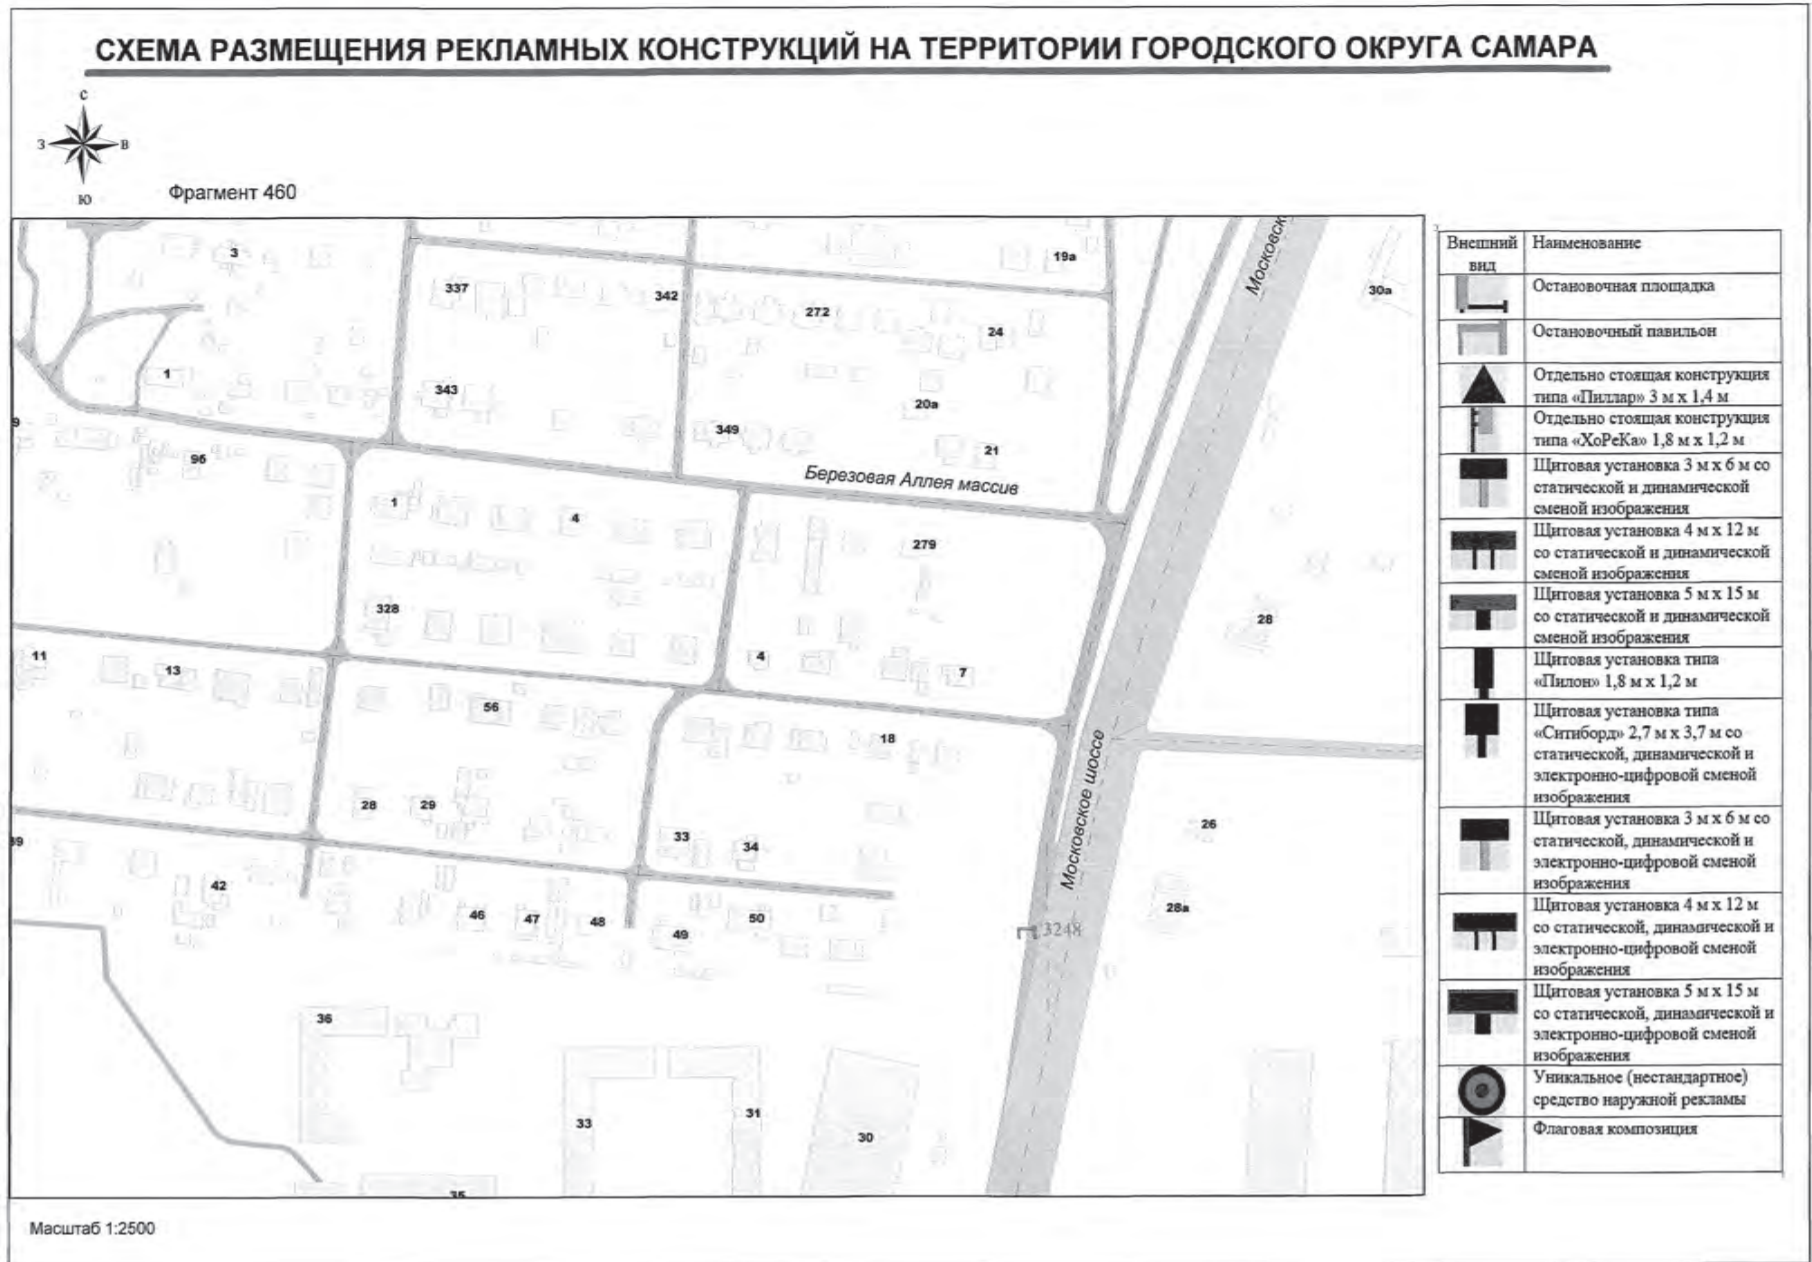 СХЕМА РАЗМЕЩЕНИЯ РЕКЛАМНЫХ КОНСТРУКЦИЙ НА ТЕРРИТОРИИ ГОРОДСКОГО ОКРУГА САМАРА
С
З
В
Ю
Фрагмент 460
3
19а
337
342
272
24
30а
1
343
20а
349
21
Березовая Аллея массив
1
4
279
328
28
11
13
4
7
56
18
28
29
33
34
26
42
46
47
48
49
50
28а
3248
36
33
31
30
35
Московское шоссе
Масштаб 1:2500
Внешний вид
Наименование
Остановочная площадка
Остановочный павильон
Отдельно стоящая конструкция
типа «Пиллар» 3 м х 1,4 м
Отдельно стоящая конструкция
типа «ХоРеКа» 1,8 м х 1,2 м
Щитовая установка 3 м х 6 м со
статической и динамической
сменой изображения
Щитовая установка 4 м х 12 м
со статической и динамической
сменой изображения
Щитовая установка 5 м х 15 м
со статической и динамической
сменой изображения
Щитовая установка типа
«Пилон» 1,8 м х 1,2 м
Щитовая установка типа
«Ситиборд» 2,7 м х 3,7 м со
статической, динамической и
электронно-цифровой сменой
изображения
Щитовая установка 3 м х 6 м со
статической, динамической и
электронно-цифровой сменой
изображения
Щитовая установка 4 м х 12 м
со статической, динамической и
электронно-цифровой сменой
изображения
Щитовая установка 5 м х 15 м
со статической, динамической и
электронно-цифровой сменой
изображения
Уникальное (нестандартное)
средство наружной рекламы
Флаговая композиция